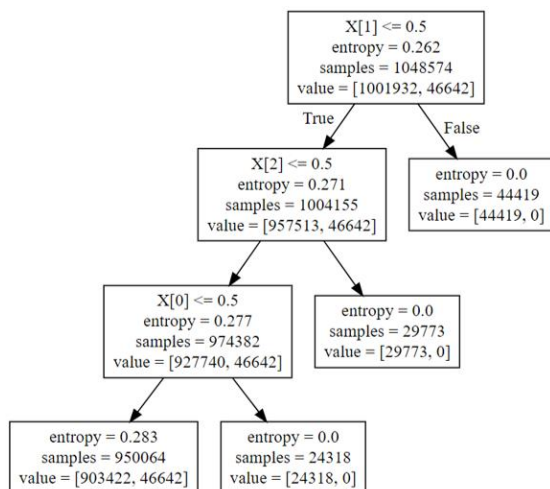 X[1] <= 0.5
entropy = 0.262
samples = 1048574
value = [1001932, 46642]
True
False
X[2] <= 0.5
entropy = 0.271
samples = 1004155
value = [957513, 46642]
entropy = 0.0
samples = 44419
value = [44419, 0]
X[0] <= 0.5
entropy = 0.277
samples = 974382
value = [927740, 46642]
entropy = 0.0
samples = 29773
value = [29773, 0]
entropy = 0.283
samples = 950064
value = [903422, 46642]
entropy = 0.0
samples = 24318
value = [24318, 0]